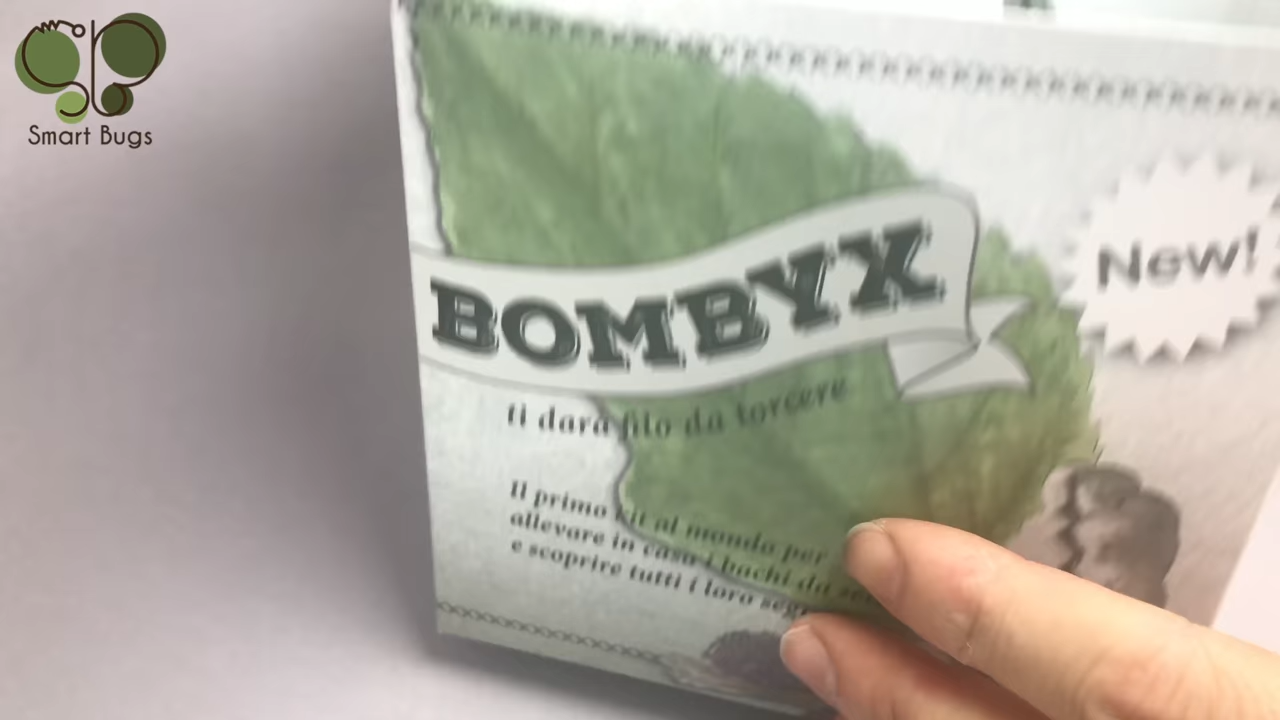 Smart Bugs
New!
BOMBYX
ti darà filo da torcere
Il primo kit al mondo per
allevare in casa i bachi da
e scoprire tutti i loro